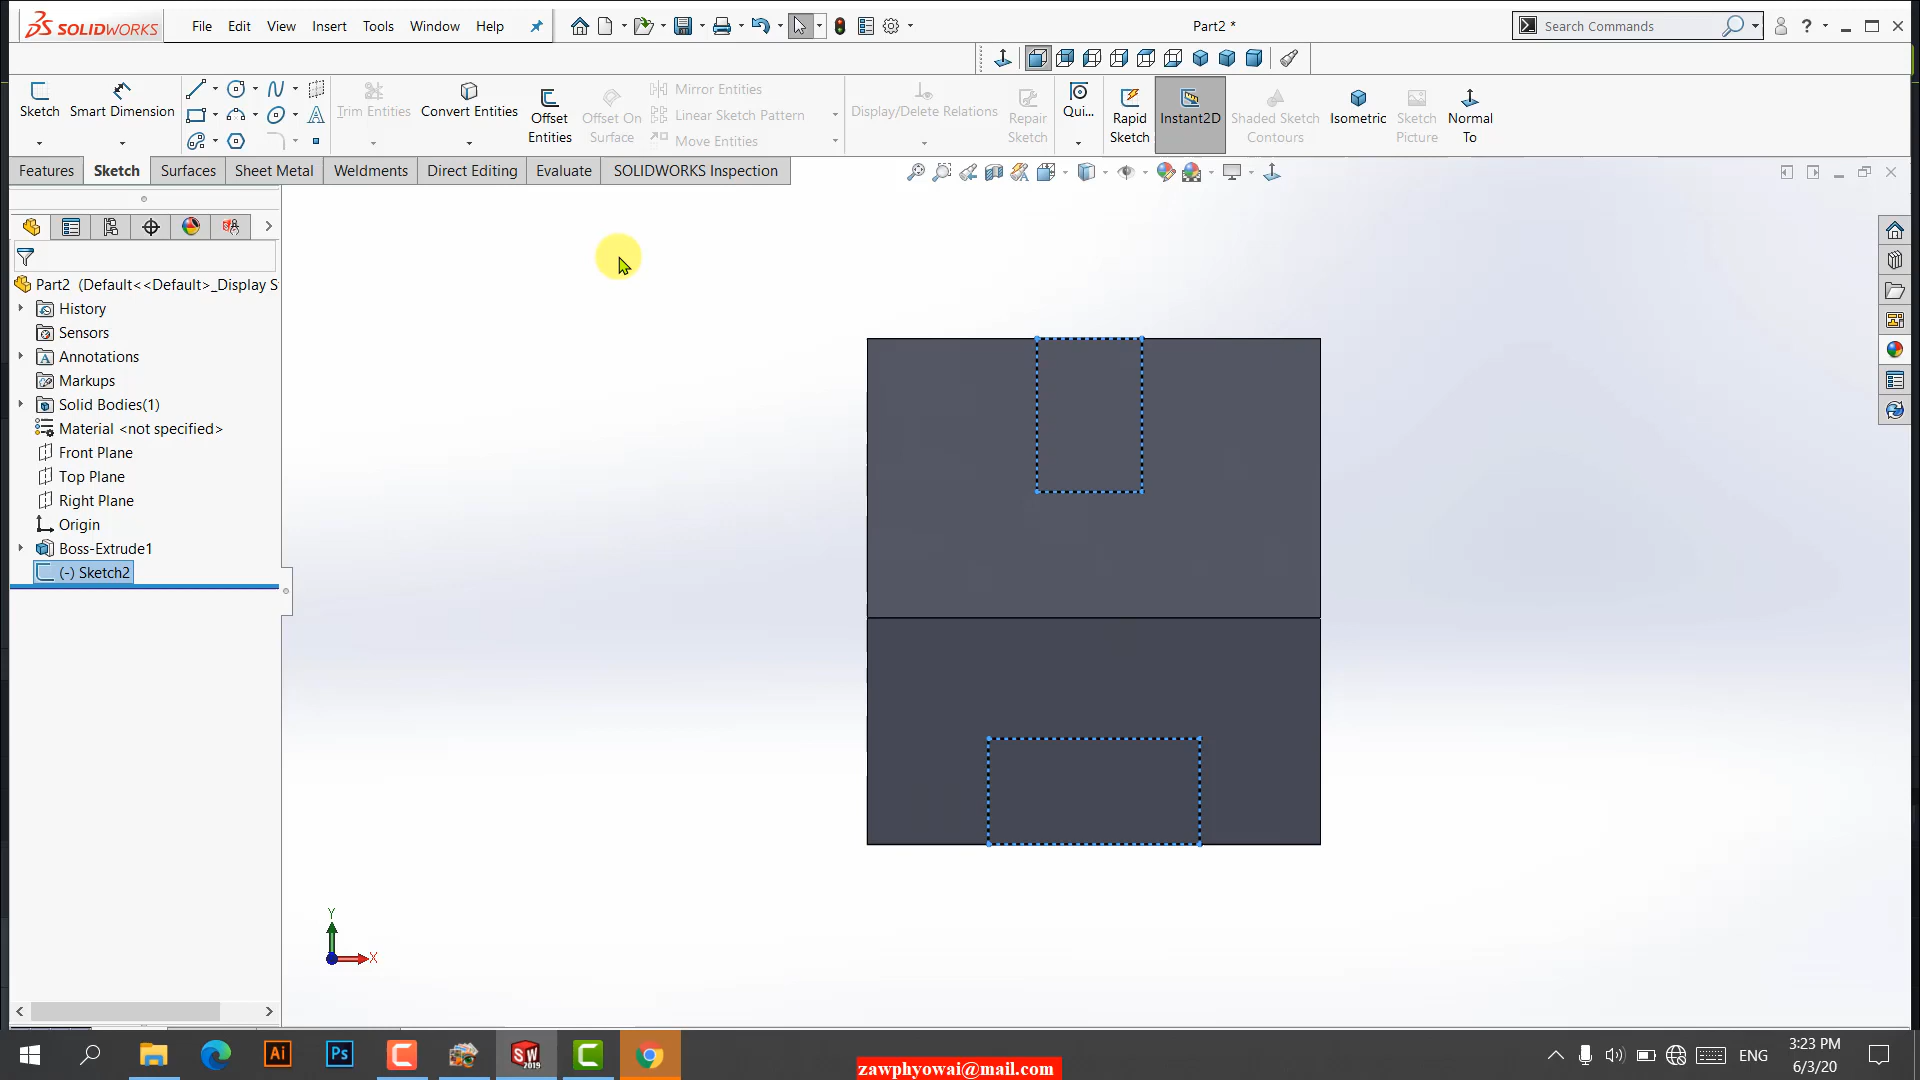 SOLIDWORKS File Edit View Insert Tools Window Help Part2 * Search Commands ?
Sketch Smart Dimension Trim Entities Convert Entities Offset Entities Offset On Surface Mirror Entities Linear Sketch Pattern Move Entities Display/Delete Relations Repair Sketch Qui... Rapid Sketch Instant2D Shaded Sketch Contours Isometric Sketch Picture Normal To
Features Sketch Surfaces Sheet Metal Weldments Direct Editing Evaluate SOLIDWORKS Inspection
Part2 (Default<<Default>_Display S
History
Sensors
Annotations
Markups
Solid Bodies(1)
Material <not specified>
Front Plane
Top Plane
Right Plane
Origin
Boss-Extrude1
(-) Sketch2
Y
X
Ai Ps SW 2019 ENG 3:23 PM
6/3/20
zawphyowai@mail.com